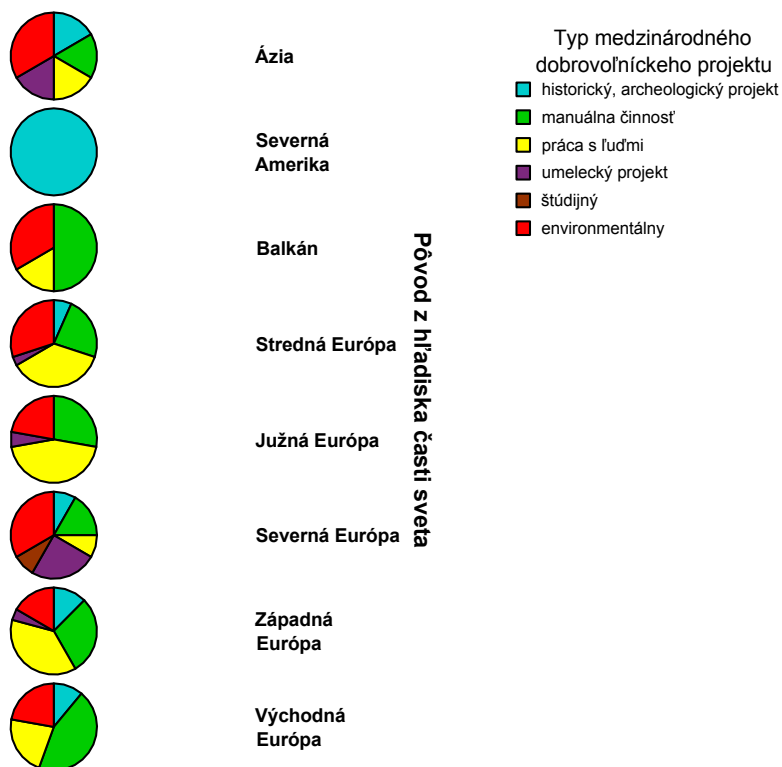 Ázia
Severná
Amerika
Balkán
Stredná Európa
Južná Európa
Severná Európa
Západná
Európa
Východná
Európa
Pôvod z hľadiska časti sveta
Typ medzinárodného
dobrovoľníckeho projektu
historický, archeologický projekt
manuálna činnosť
práca s ľuďmi
umelecký projekt
štúdijný
environmentálny